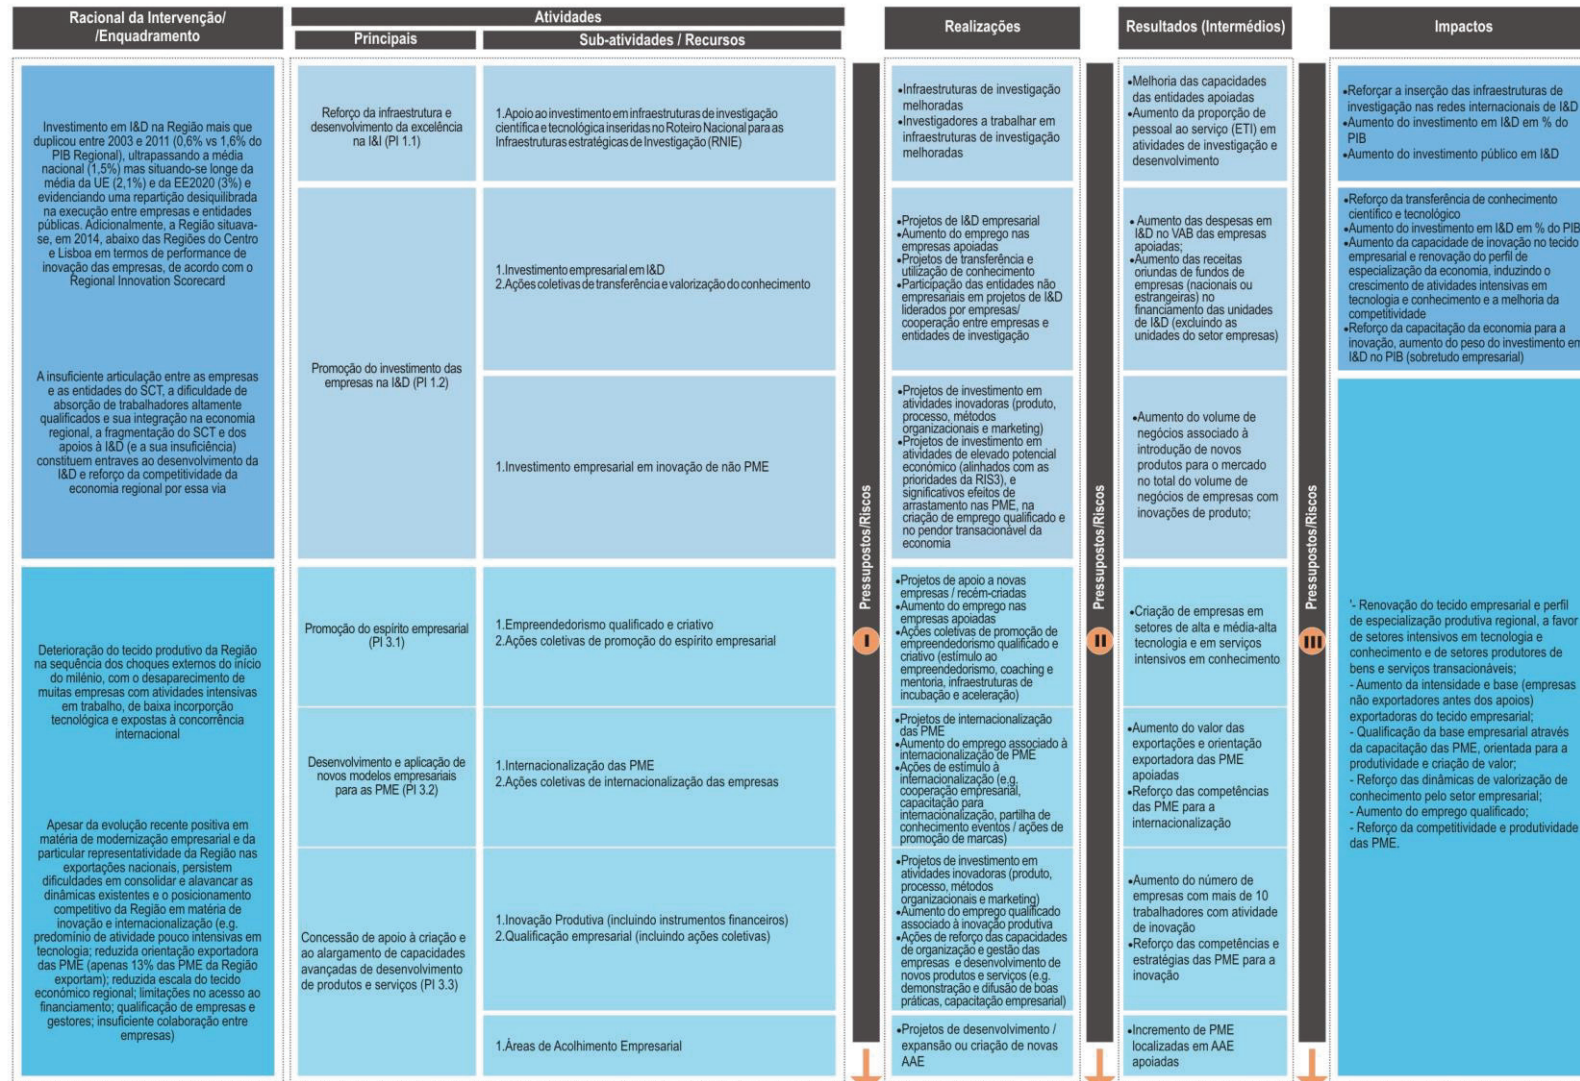 Racional da Intervenção/
/Enquadramento
Atividades
Principais
Sub-atividades / Recursos
Realizações
Resultados (Intermédios)
Impactos
Investimento em I&D na Região mais que
duplicou entre 2003 e 2011 (0,6% vs 1,6% do
PIB Regional), ultrapassando a média
nacional (1,5%) mas situando-se longe da
média da UE (2,1%) e da EE2020 (3%) e
evidenciando uma repartição desiquilibrada
na execução entre empresas e entidades
públicas. Adicionalmente, a Região situava-
se, em 2014, abaixo das Regiões do Centro
e Lisboa em termos de performance de
inovação das empresas, de acordo com o
Regional Innovation Scorecard
A insuficiente articulação entre as empresas
e as entidades do SCT, a dificuldade de
absorção de trabalhadores altamente
qualificados e sua integração na economia
regional, a fragmentação do SCT e dos
apoios à I&D (e a sua insuficiência)
constituem entraves ao desenvolvimento da
I&D e reforço da competitividade da
economia regional por essa via
Reforço da infraestrutura e
desenvolvimento da excelência
na I&I (PI 1.1)
1.Apoio ao investimento em infraestruturas de investigação
científica e tecnológica inseridas no Roteiro Nacional para as
Infraestruturas estratégicas de Investigação (RNIE)
•Infraestruturas de investigação
melhoradas
•Investigadores a trabalhar em
infraestruturas de investigação
melhoradas
•Melhoria das capacidades
das entidades apoiadas
•Aumento da proporção de
pessoal ao serviço (ETI) em
atividades de investigação e
desenvolvimento
•Reforçar a inserção das infraestruturas de
investigação nas redes internacionais de I&D
•Aumento do investimento em I&D em % do
PIB
•Aumento do investimento público em I&D
Promoção do investimento das
empresas na I&D (PI 1.2)
1.Investimento empresarial em I&D
2.Ações coletivas de transferência e valorização do conhecimento
•Projetos de I&D empresarial
•Aumento do emprego nas
empresas apoiadas
•Projetos de transferência e
utilização de conhecimento
•Participação das entidades não
empresariais em projetos de I&D
liderados por empresas/
cooperação entre empresas e
entidades de investigação
• Aumento das despesas em
I&D no VAB das empresas
apoiadas;
•Aumento das receitas
oriundas de fundos de
empresas (nacionais ou
estrangeiras) no
financiamento das unidades
de I&D (excluindo as
unidades do setor empresas)
•Reforço da transferência de conhecimento
científico e tecnológico
•Aumento do investimento em I&D em % do PIB
•Aumento da capacidade de inovação no tecido
empresarial e renovação do perfil de
especialização da economia, induzindo o
crescimento de atividades intensivas em
tecnologia e conhecimento e a melhoria da
competitividade
•Reforço da capacitação da economia para a
inovação, aumento do peso do investimento em
I&D no PIB (sobretudo empresarial)
1.Investimento empresarial em inovação de não PME
•Projetos de investimento em
atividades inovadoras (produto,
processo, métodos
organizacionais e marketing)
•Projetos de investimento em
atividades de elevado potencial
económico (alinhados com as
prioridades da RIS3), e
significativos efeitos de
arrastamento nas PME, na
criação de emprego qualificado e
no pendor transacionável da
economia
•Aumento do volume de
negócios associado à
introdução de novos
produtos para o mercado
no total do volume de
negócios de empresas com
inovações de produto;
Pressupostos/Riscos
I
Pressupostos/Riscos
II
Pressupostos/Riscos
III
Deterioração do tecido produtivo da Região
na sequência dos choques externos do início
do milénio, com o desaparecimento de
muitas empresas com atividades intensivas
em trabalho, de baixa incorporção
tecnológica e expostas à concorrência
internacional
Apesar da evolução recente positiva em
matéria de modernização empresarial e da
particular representatividade da Região nas
exportações nacionais, persistem
dificuldades em consolidar e alavancar as
dinâmicas existentes e o posicionamento
competitivo da Região em matéria de
inovação e internacionalização (e.g.
predomínio de atividade pouco intensivas em
tecnologia; reduzida orientação exportadora
das PME (apenas 13% das PME da Região
exportam); reduzida escala do tecido
económico regional; limitações no acesso ao
financiamento; qualificação de empresas e
gestores; insuficiente colaboração entre
empresas)
Promoção do espírito empresarial
(PI 3.1)
1.Empreendedorismo qualificado e criativo
2.Ações coletivas de promoção do espírito empresarial
•Projetos de apoio a novas
empresas / recém-criadas
•Aumento do emprego nas
empresas apoiadas
•Ações coletivas de promoção de
empreendedorismo qualificado e
criativo (estímulo ao
empreendedorismo, coaching e
mentoria, infraestruturas de
incubação e aceleração)
•Criação de empresas em
setores de alta e média-alta
tecnologia e em serviços
intensivos em conhecimento
'- Renovação do tecido empresarial e perfil
de especialização produtiva regional, a favor
de setores intensivos em tecnologia e
conhecimento e de setores produtores de
bens e serviços transacionáveis;
- Aumento da intensidade e base (empresas
não exportadores antes dos apoios)
exportadoras do tecido empresarial;
- Qualificação da base empresarial através
da capacitação das PME, orientada para a
produtividade e criação de valor;
- Reforço das dinâmicas de valorização de
conhecimento pelo setor empresarial;
- Aumento do emprego qualificado;
- Reforço da competitividade e produtividade
das PME.
Desenvolvimento e aplicação de
novos modelos empresariais
para as PME (PI 3.2)
1.Internacionalização das PME
2.Ações coletivas de internacionalização das empresas
•Projetos de internacionalização
das PME
•Aumento do emprego associado à
internacionalização de PME
•Ações de estímulo à
internacionalização (e.g.
cooperação empresarial,
capacitação para
internacionalização, partilha de
conhecimento eventos / ações de
promoção de marcas)
•Aumento do valor das
exportações e orientação
exportadora das PME
apoiadas
•Reforço das competências
das PME para a
internacionalização
Concessão de apoio à criação e
ao alargamento de capacidades
avançadas de desenvolvimento
de produtos e serviços (PI 3.3)
1.Inovação Produtiva (incluindo instrumentos financeiros)
2.Qualificação empresarial (incluindo ações coletivas)
•Projetos de investimento em
atividades inovadoras (produto,
processo, métodos
organizacionais e marketing)
•Aumento do emprego qualificado
associado à inovação produtiva
•Ações de reforço das capacidades
de organização e gestão das
empresas e desenvolvimento de
novos produtos e serviços (e.g.
demonstração e difusão de boas
práticas, capacitação empresarial)
•Aumento do número de
empresas com mais de 10
trabalhadores com atividade
de inovação
•Reforço das competências e
estratégias das PME para a
inovação
1.Àreas de Acolhimento Empresarial
•Projetos de desenvolvimento /
expansão ou criação de novas
AAE
•Incremento de PME
localizadas em AAE
apoiadas